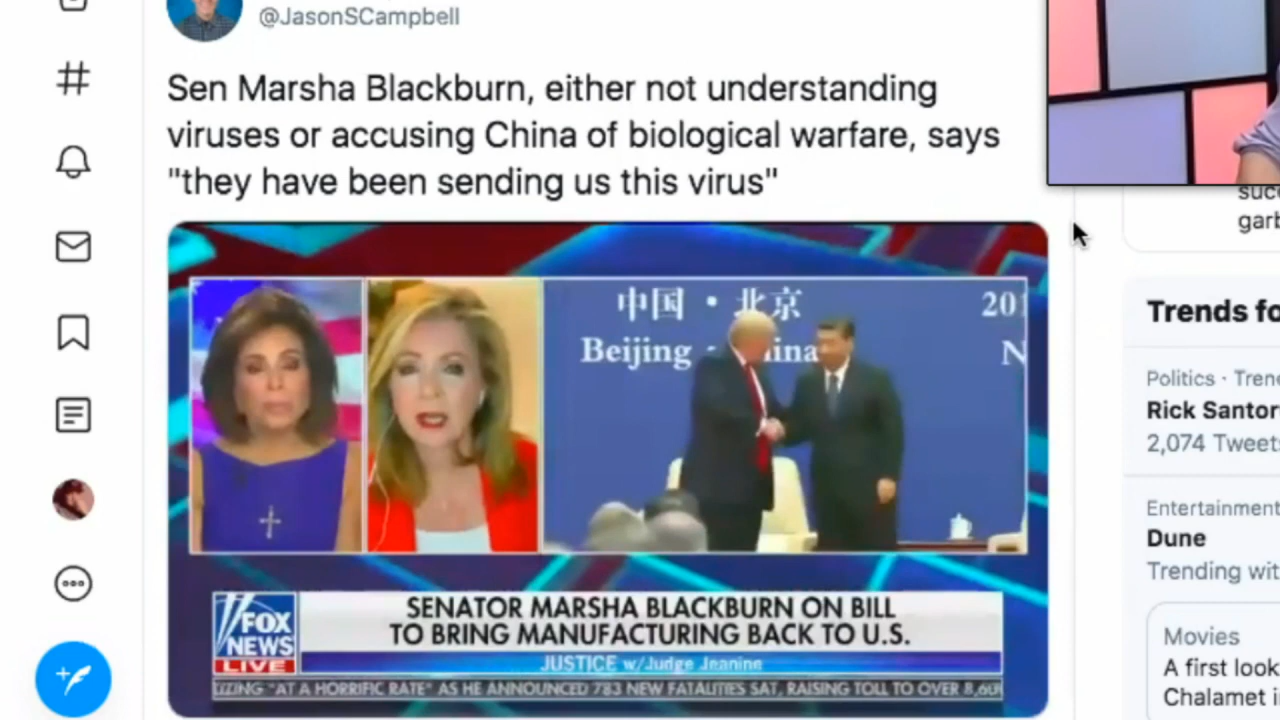 @JasonSCampbell
Sen Marsha Blackburn, either not understanding
viruses or accusing China of biological warfare, says
"they have been sending us this virus"
中国 · 北京
201
Beijing
ina
N
FOX
NEWS
LIVE
SENATOR MARSHA BLACKBURN ON BILL
TO BRING MANUFACTURING BACK TO U.S.
JUSTICE w/Judge Jeanine
IZING "AT A HORRIFIC RATE" AS HE ANNOUNCED 783 NEW FATALITIES SAT, RAISING TOLL TO OVER 8,60
succ
garb
Trends fo
Politics · Tren
Rick Santor
2,074 Tweets
Entertainment
Dune
Trending wit
Movies
A first look
Chalamet i